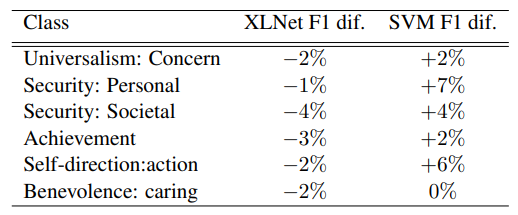 Class XLNet F1 dif. SVM F1 dif.
Universalism: Concern −2% +2%
Security: Personal −1% +7%
Security: Societal −4% +4%
Achievement −3% +2%
Self-direction:action −2% +6%
Benevolence: caring −2% 0%